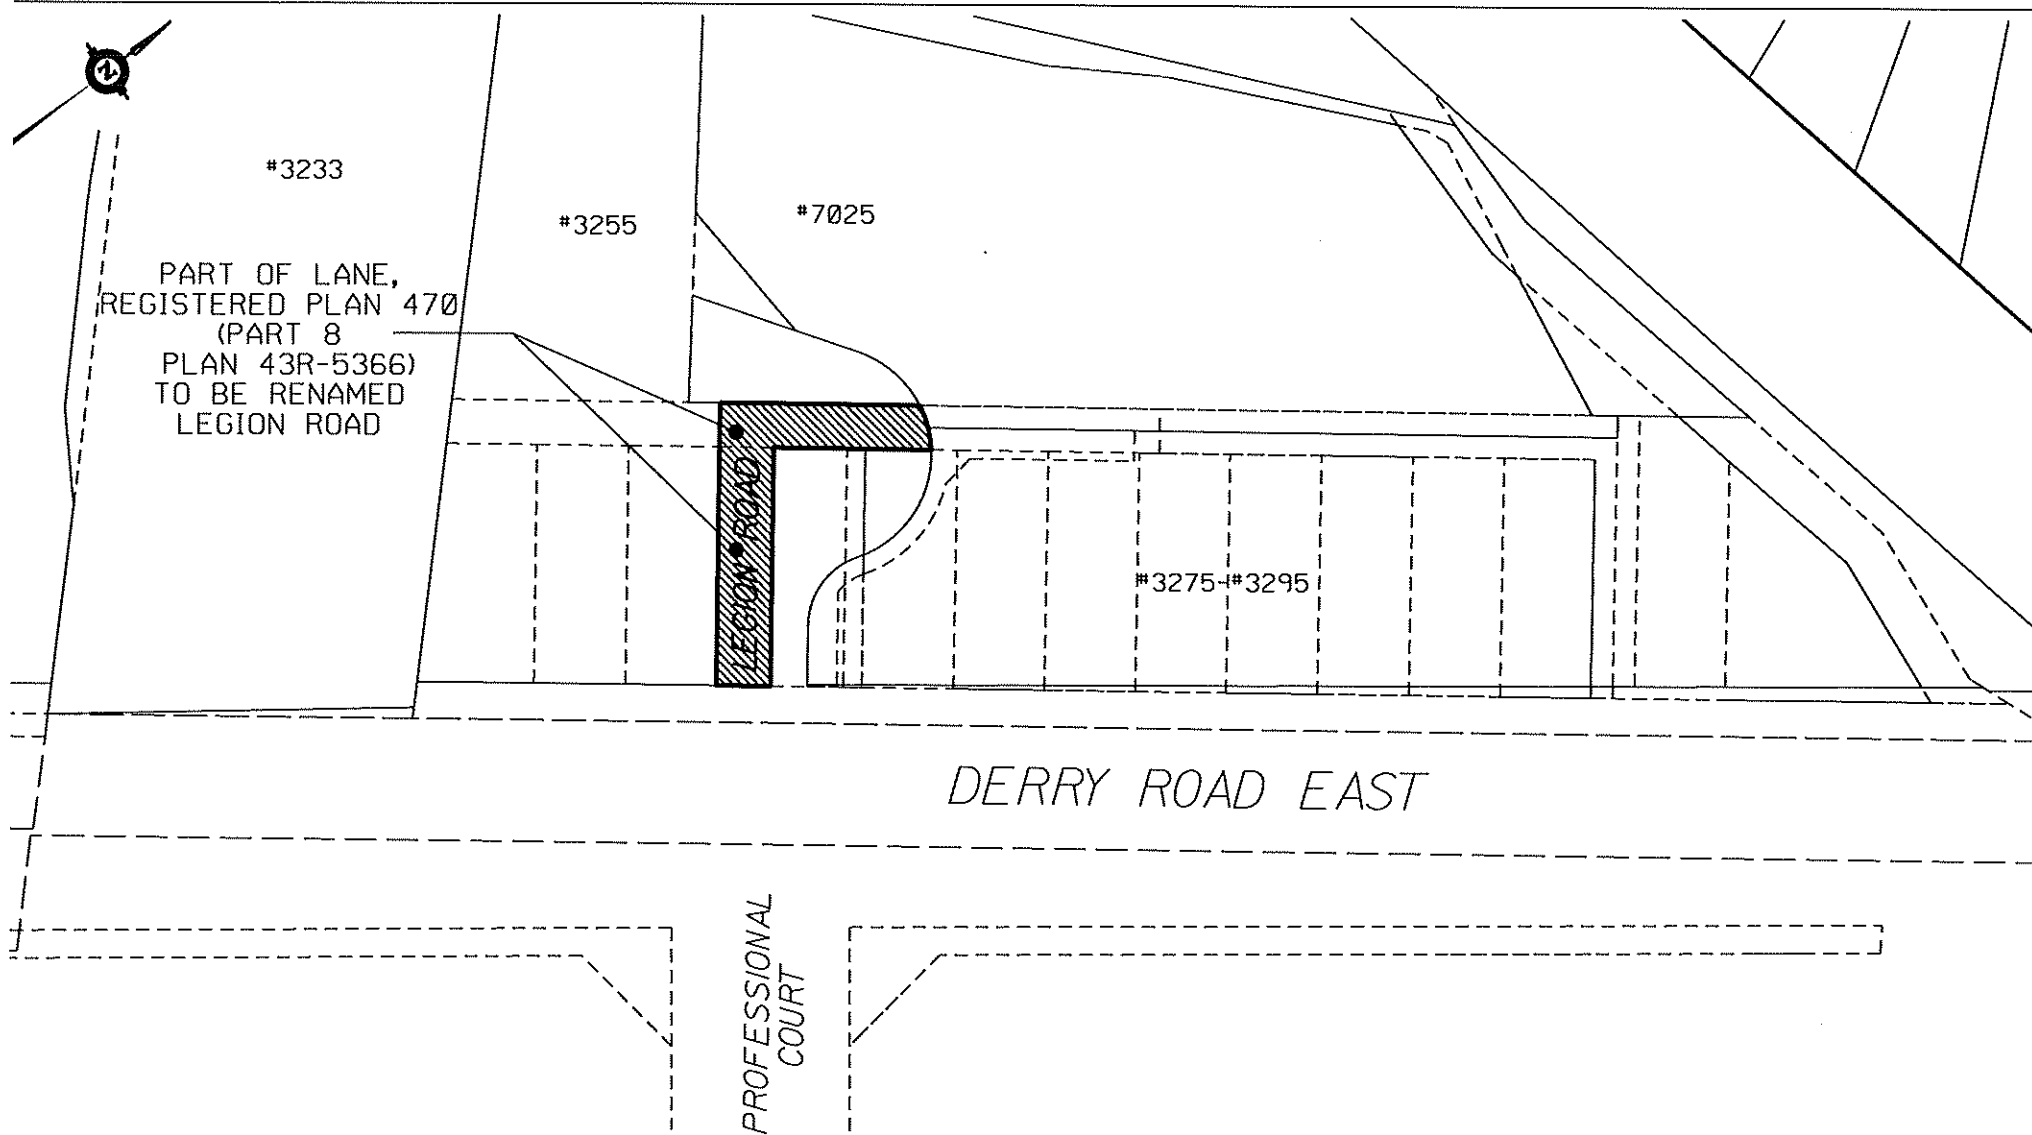 N
#3233
#3255
#7025
PART OF LANE,
REGISTERED PLAN 470
(PART 8
PLAN 43R-5366)
TO BE RENAMED
LEGION ROAD
LEGION ROAD
#3275-#3295
DERRY ROAD EAST
PROFESSIONAL
COURT